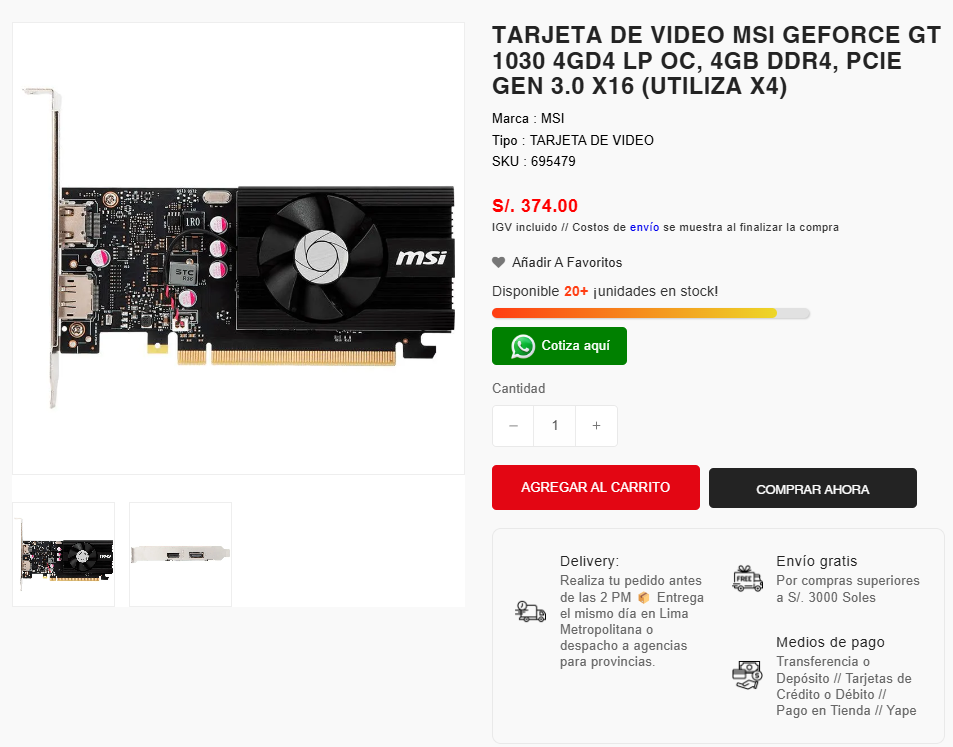 TARJETA DE VIDEO MSI GEFORCE GT
1030 4GD4 LP OC, 4GB DDR4, PCIE
GEN 3.0 X16 (UTILIZA X4)
Marca : MSI
Tipo : TARJETA DE VIDEO
SKU : 695479
S/. 374.00
IGV incluido // Costos de envío se muestra al finalizar la compra
Añadir A Favoritos
Disponible 20+ ¡unidades en stock!
Cotiza aquí
Cantidad
− 1 +
AGREGAR AL CARRITO
COMPRAR AHORA
Delivery:
Realiza tu pedido antes
de las 2 PM 📦 Entrega
el mismo día en Lima
Metropolitana o
despacho a agencias
para provincias.
FREE
Envío gratis
Por compras superiores
a S/. 3000 Soles
Medios de pago
Transferencia o
Depósito // Tarjetas de
Crédito o Débito //
Pago en Tienda // Yape
1R0
STC
msi